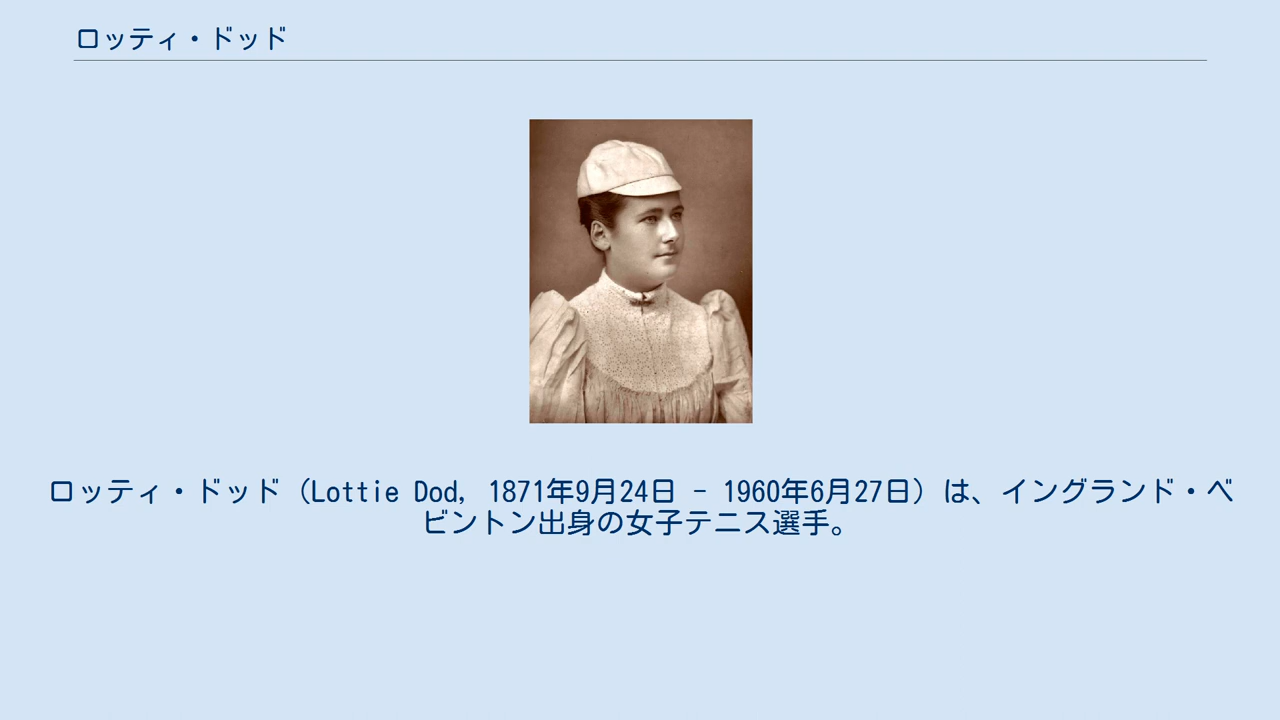 ロッティ・ドッド
ロッティ・ドッド（Lottie Dod, 1871年9月24日 - 1960年6月27日）は、イングランド・ベ
ビントン出身の女子テニス選手。